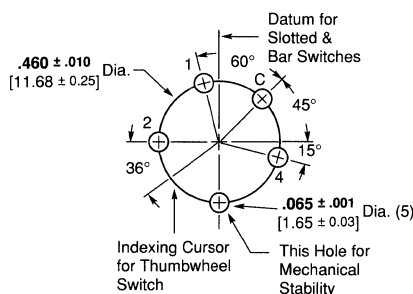 Datum for
Slotted &
Bar Switches
.460 ± .010
[11.68 ± 0.25]
Dia.
1
60°
C
45°
2
15°
36°
4
.065 ± .001
[1.65 ± 0.03]
Dia. (5)
Indexing Cursor
for Thumbwheel
Switch
This Hole for
Mechanical
Stability